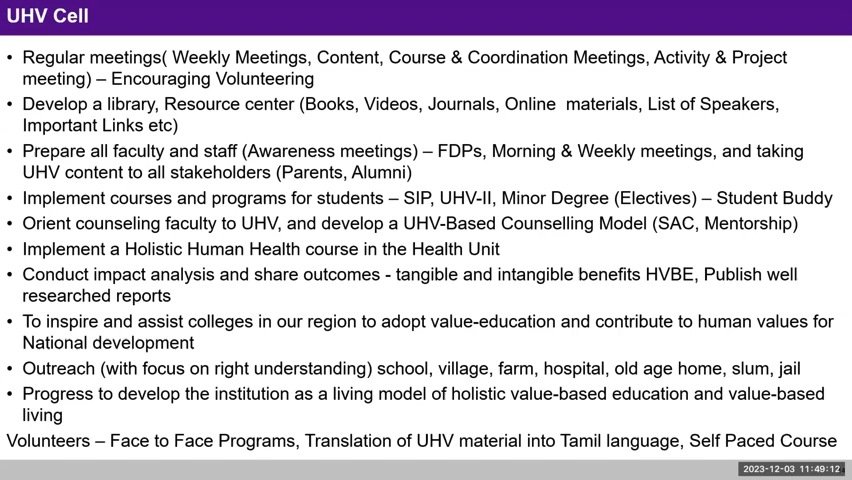 UHV Cell
• Regular meetings( Weekly Meetings, Content, Course & Coordination Meetings, Activity & Project
meeting) – Encouraging Volunteering
• Develop a library, Resource center (Books, Videos, Journals, Online materials, List of Speakers,
Important Links etc)
• Prepare all faculty and staff (Awareness meetings) – FDPs, Morning & Weekly meetings, and taking
UHV content to all stakeholders (Parents, Alumni)
• Implement courses and programs for students – SIP, UHV-II, Minor Degree (Electives) – Student Buddy
• Orient counseling faculty to UHV, and develop a UHV-Based Counselling Model (SAC, Mentorship)
• Implement a Holistic Human Health course in the Health Unit
• Conduct impact analysis and share outcomes - tangible and intangible benefits HVBE, Publish well
researched reports
• To inspire and assist colleges in our region to adopt value-education and contribute to human values for
National development
• Outreach (with focus on right understanding) school, village, farm, hospital, old age home, slum, jail
• Progress to develop the institution as a living model of holistic value-based education and value-based
living
Volunteers – Face to Face Programs, Translation of UHV material into Tamil language, Self Paced Course
2023-12-03 11:49:12